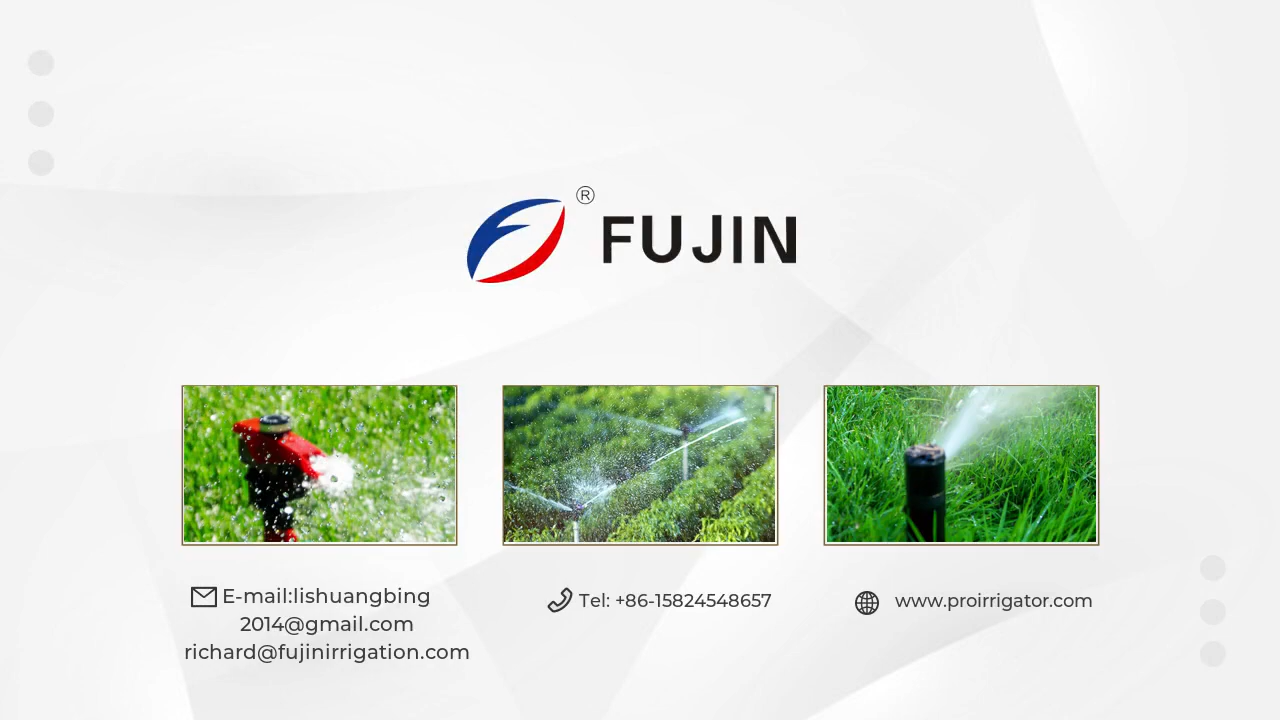 ®
FUJIN
E-mail:lishuangbing
2014@gmail.com
richard@fujinirrigation.com
Tel: +86-15824548657
www.proirrigator.com